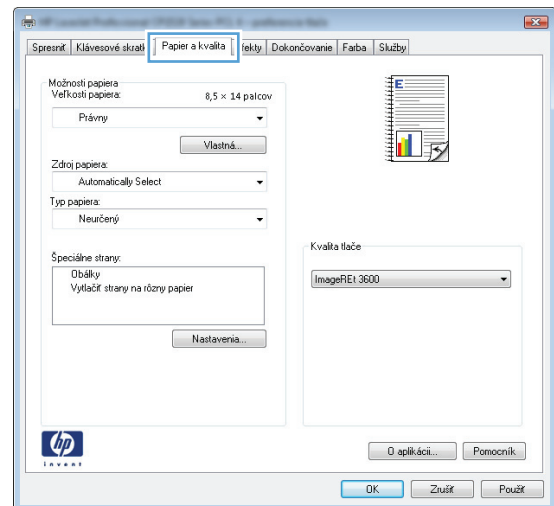 Spresniť Klávesové skratk Papier a kvalita fekty Dokončovanie Farba Služby
Možnosti papiera
Veľkosti papiera: 8,5 × 14 palcov
Právny
Vlastná...
Zdroj papiera:
Automatically Select
Typ papiera:
Neurčený
Špeciálne strany:
Obálky
Vytlačiť strany na rôzny papier
Nastavenia...
E
Kvalita tlače
ImageREt 3600
hp
invent
O aplikácii... Pomocník
OK Zrušiť Použiť